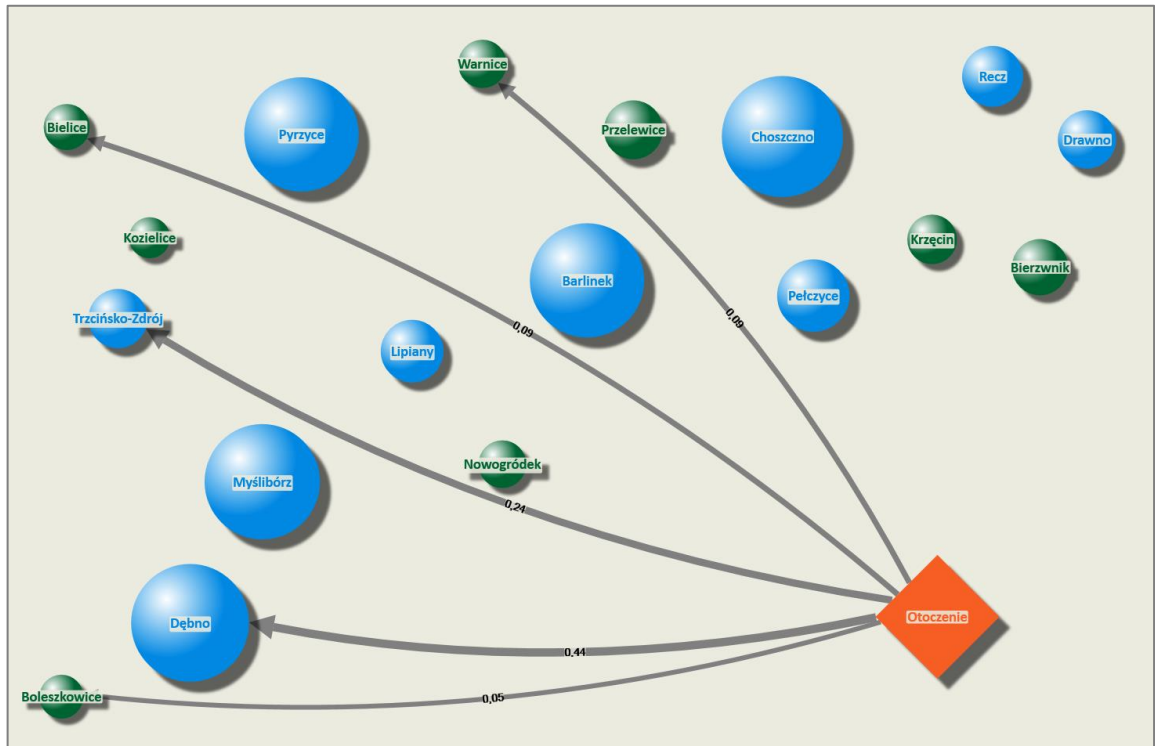 Warnice
Recz
Bielice
Pyrzyce
Przelewice
Choszczno
Drawno
Kozielice
Krzęcin
Bierzwnik
Barlinek
Pełczyce
Trzcińsko-Zdrój
0.09
0.09
Lipiany
Nowogródek
Myślibórz
0.24
Otoczenie
Dębno
0.44
Boleszkowice
0.05